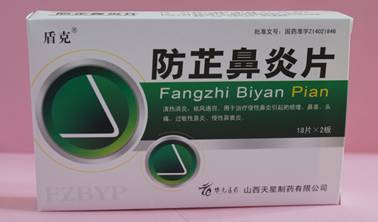 盾克®
批准文号：国药准字Z14021846
防芷鼻炎片
Fangzhi Biyan Pian
清热消炎，祛风通窍。用于治疗慢性鼻炎引起的喷嚏、鼻塞、头
痛、过敏性鼻炎、慢性鼻窦炎。
18片×2板
FZBYP
山西天星制药有限公司